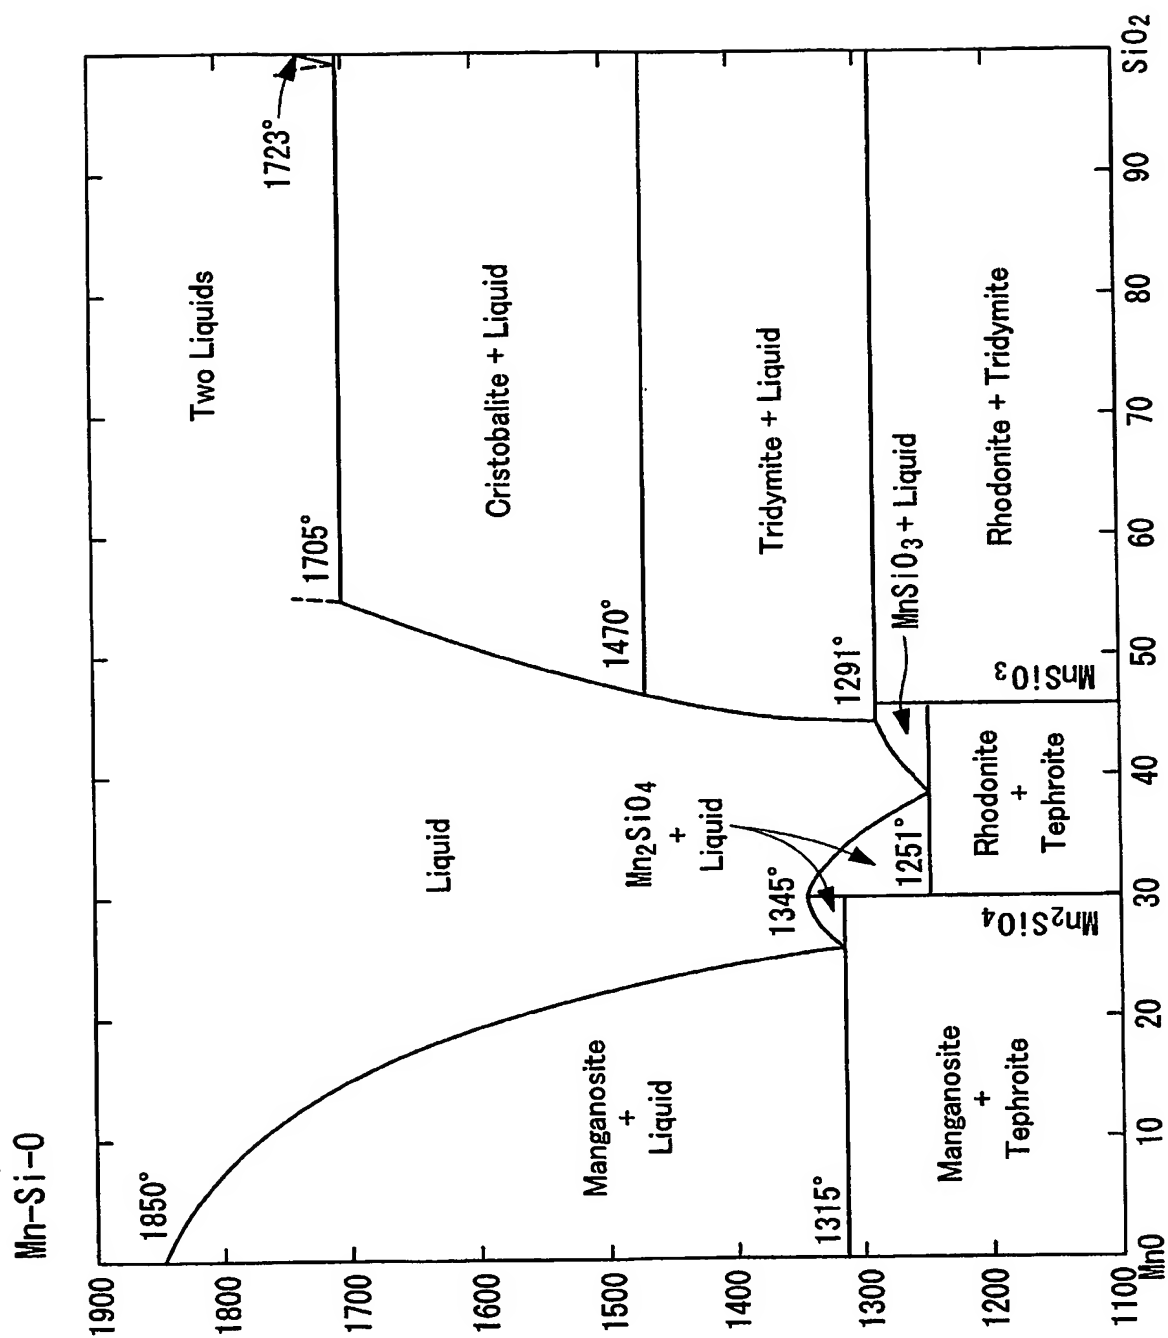 Mn-Si-O
1900
1800
1700
1600
1500
1400
1300
1200
1100
1850°
Two Liquids
1723°
1705°
Cristobalite + Liquid
Liquid
1470°
Tridymite + Liquid
Mn₂SiO₄
+
Liquid
Manganosite
+
Liquid
1345°
1315°
1291°
1251°
MnSiO₃ + Liquid
Manganosite
+
Tephroite
Rhodonite
+
Tephroite
Rhodonite + Tridymite
Mn₂SiO₄
MnSiO₃
MnO
10
20
30
40
50
60
70
80
90
SiO₂